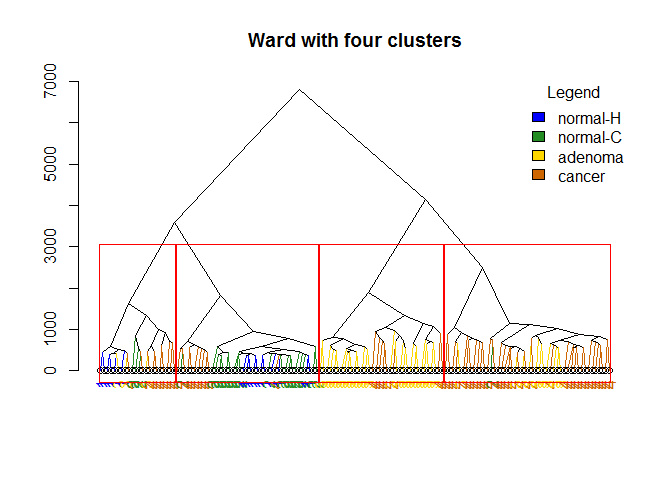 Ward with four clusters
7000
5000
3000
1000
0
Legend
normal-H
normal-C
adenoma
cancer